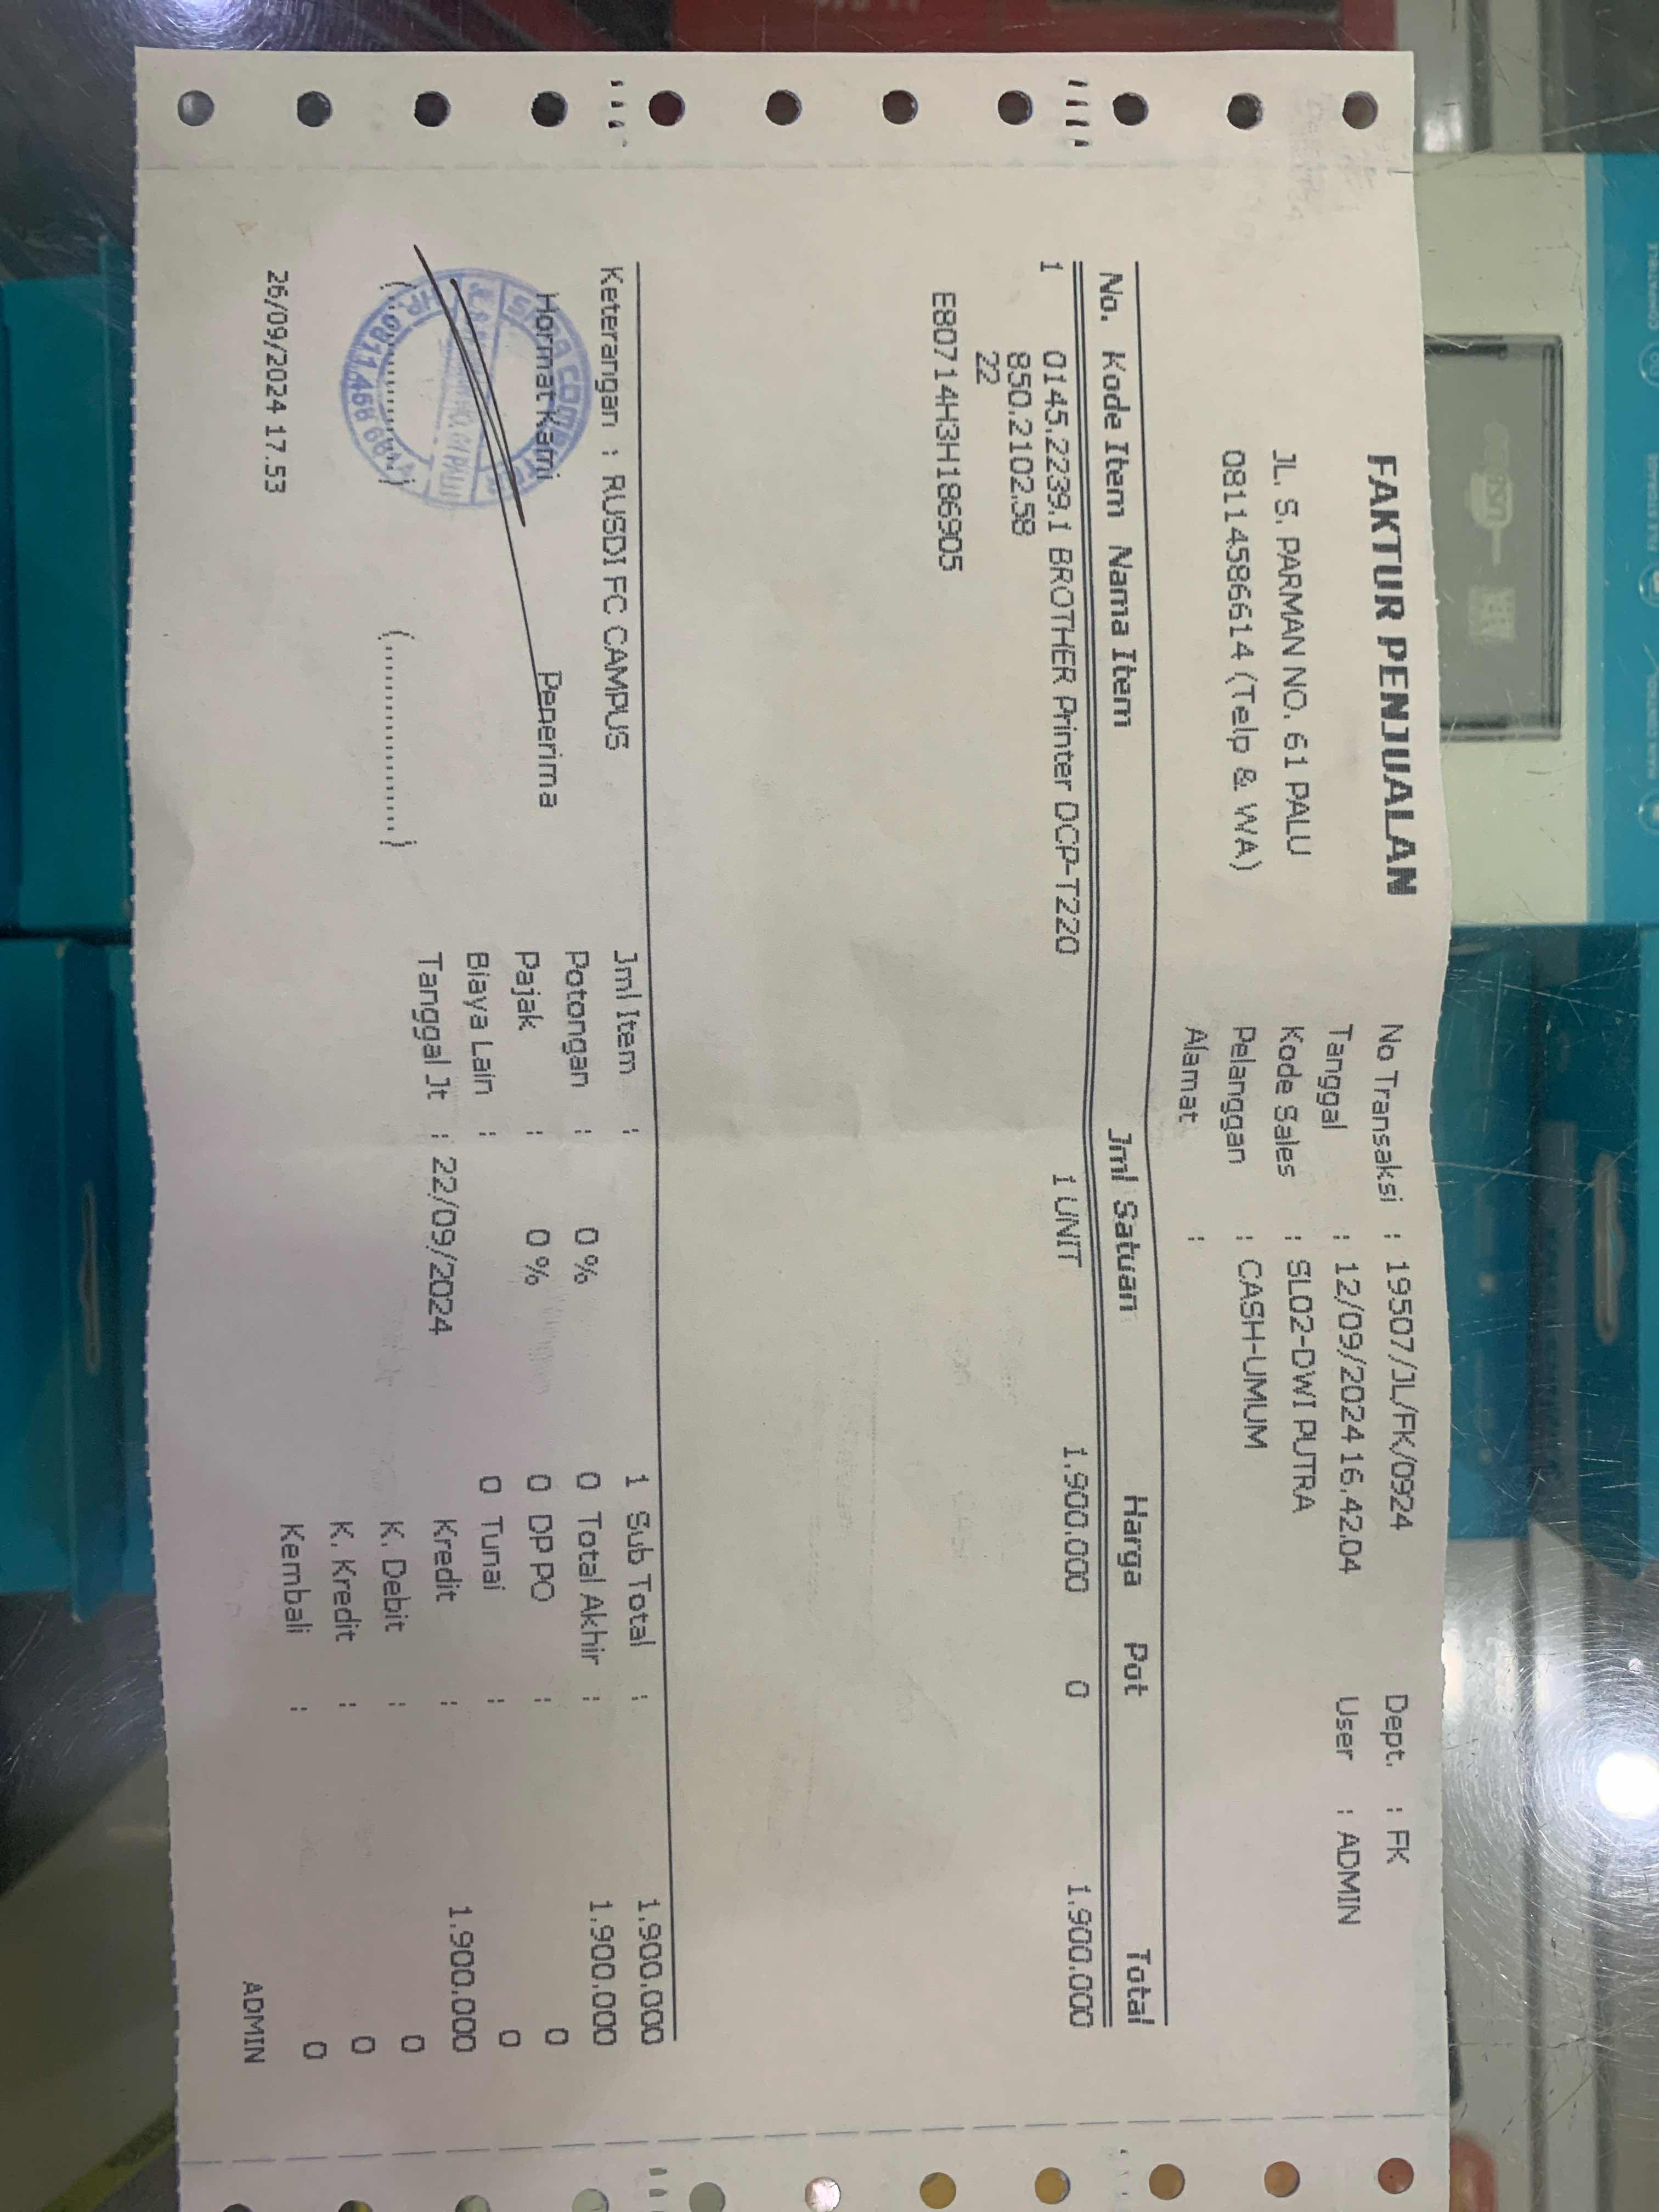 FAKTUR PENJUALAN
JL. S. PARMAN NO. 61 PALU
08114586614 (Telp & WA)
No Transaksi : 19507/JL/FK/0924
Tanggal : 12/09/2024 16.42.04
Kode Sales : SL02-DWI PUTRA
Pelanggan : CASH-UMUM
Alamat :
Dept. : FK
User : ADMIN
No. Kode Item Nama Item Jml Satuan Harga Pot Total
1 0145.2239.1 BROTHER Printer DCP-T220 1 UNIT 1.900.000 0 1.900.000
850.2102.58
22
E80714H3H186905
Keterangan : RUSDI FC CAMPUS
Hormat Kami Penerima
(.................) (.................)
26/09/2024 17.53
Jml Item : 1
Potongan : 0 % 0
Pajak : 0 % 0
Biaya Lain : 0
Tanggal Jt : 22/09/2024
Sub Total : 1.900.000
Total Akhir : 1.900.000
DP PO : 0
Tunai : 0
Kredit : 1.900.000
K. Debit : 0
K. Kredit : 0
Kembali : 0
ADMIN